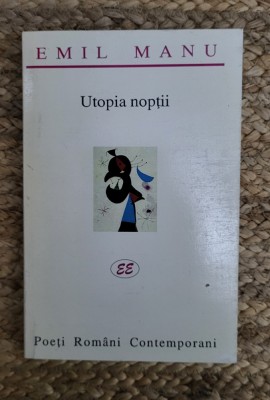 EMIL MANU
Utopia nopții
EE
Poeți Români Contemporani